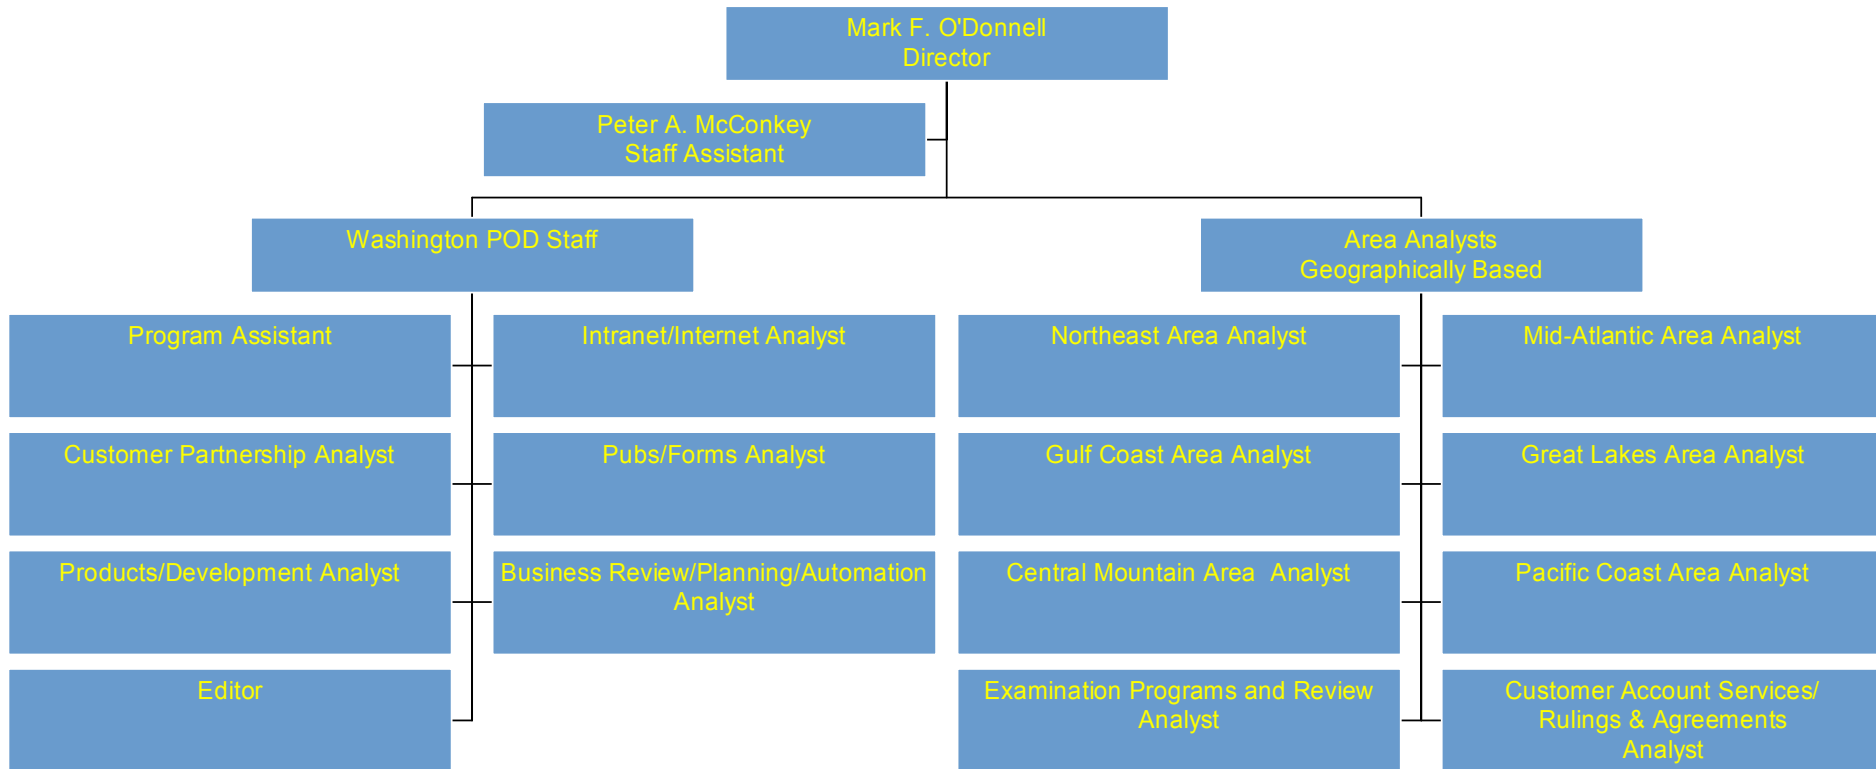 Mark F. O'Donnell
Director
Peter A. McConkey
Staff Assistant
Washington POD Staff
Area Analysts
Geographically Based
Program Assistant
Intranet/Internet Analyst
Northeast Area Analyst
Mid-Atlantic Area Analyst
Customer Partnership Analyst
Pubs/Forms Analyst
Gulf Coast Area Analyst
Great Lakes Area Analyst
Products/Development Analyst
Business Review/Planning/Automation
Analyst
Central Mountain Area  Analyst
Pacific Coast Area Analyst
Editor
Examination Programs and Review
Analyst
Customer Account Services/
Rulings & Agreements
Analyst